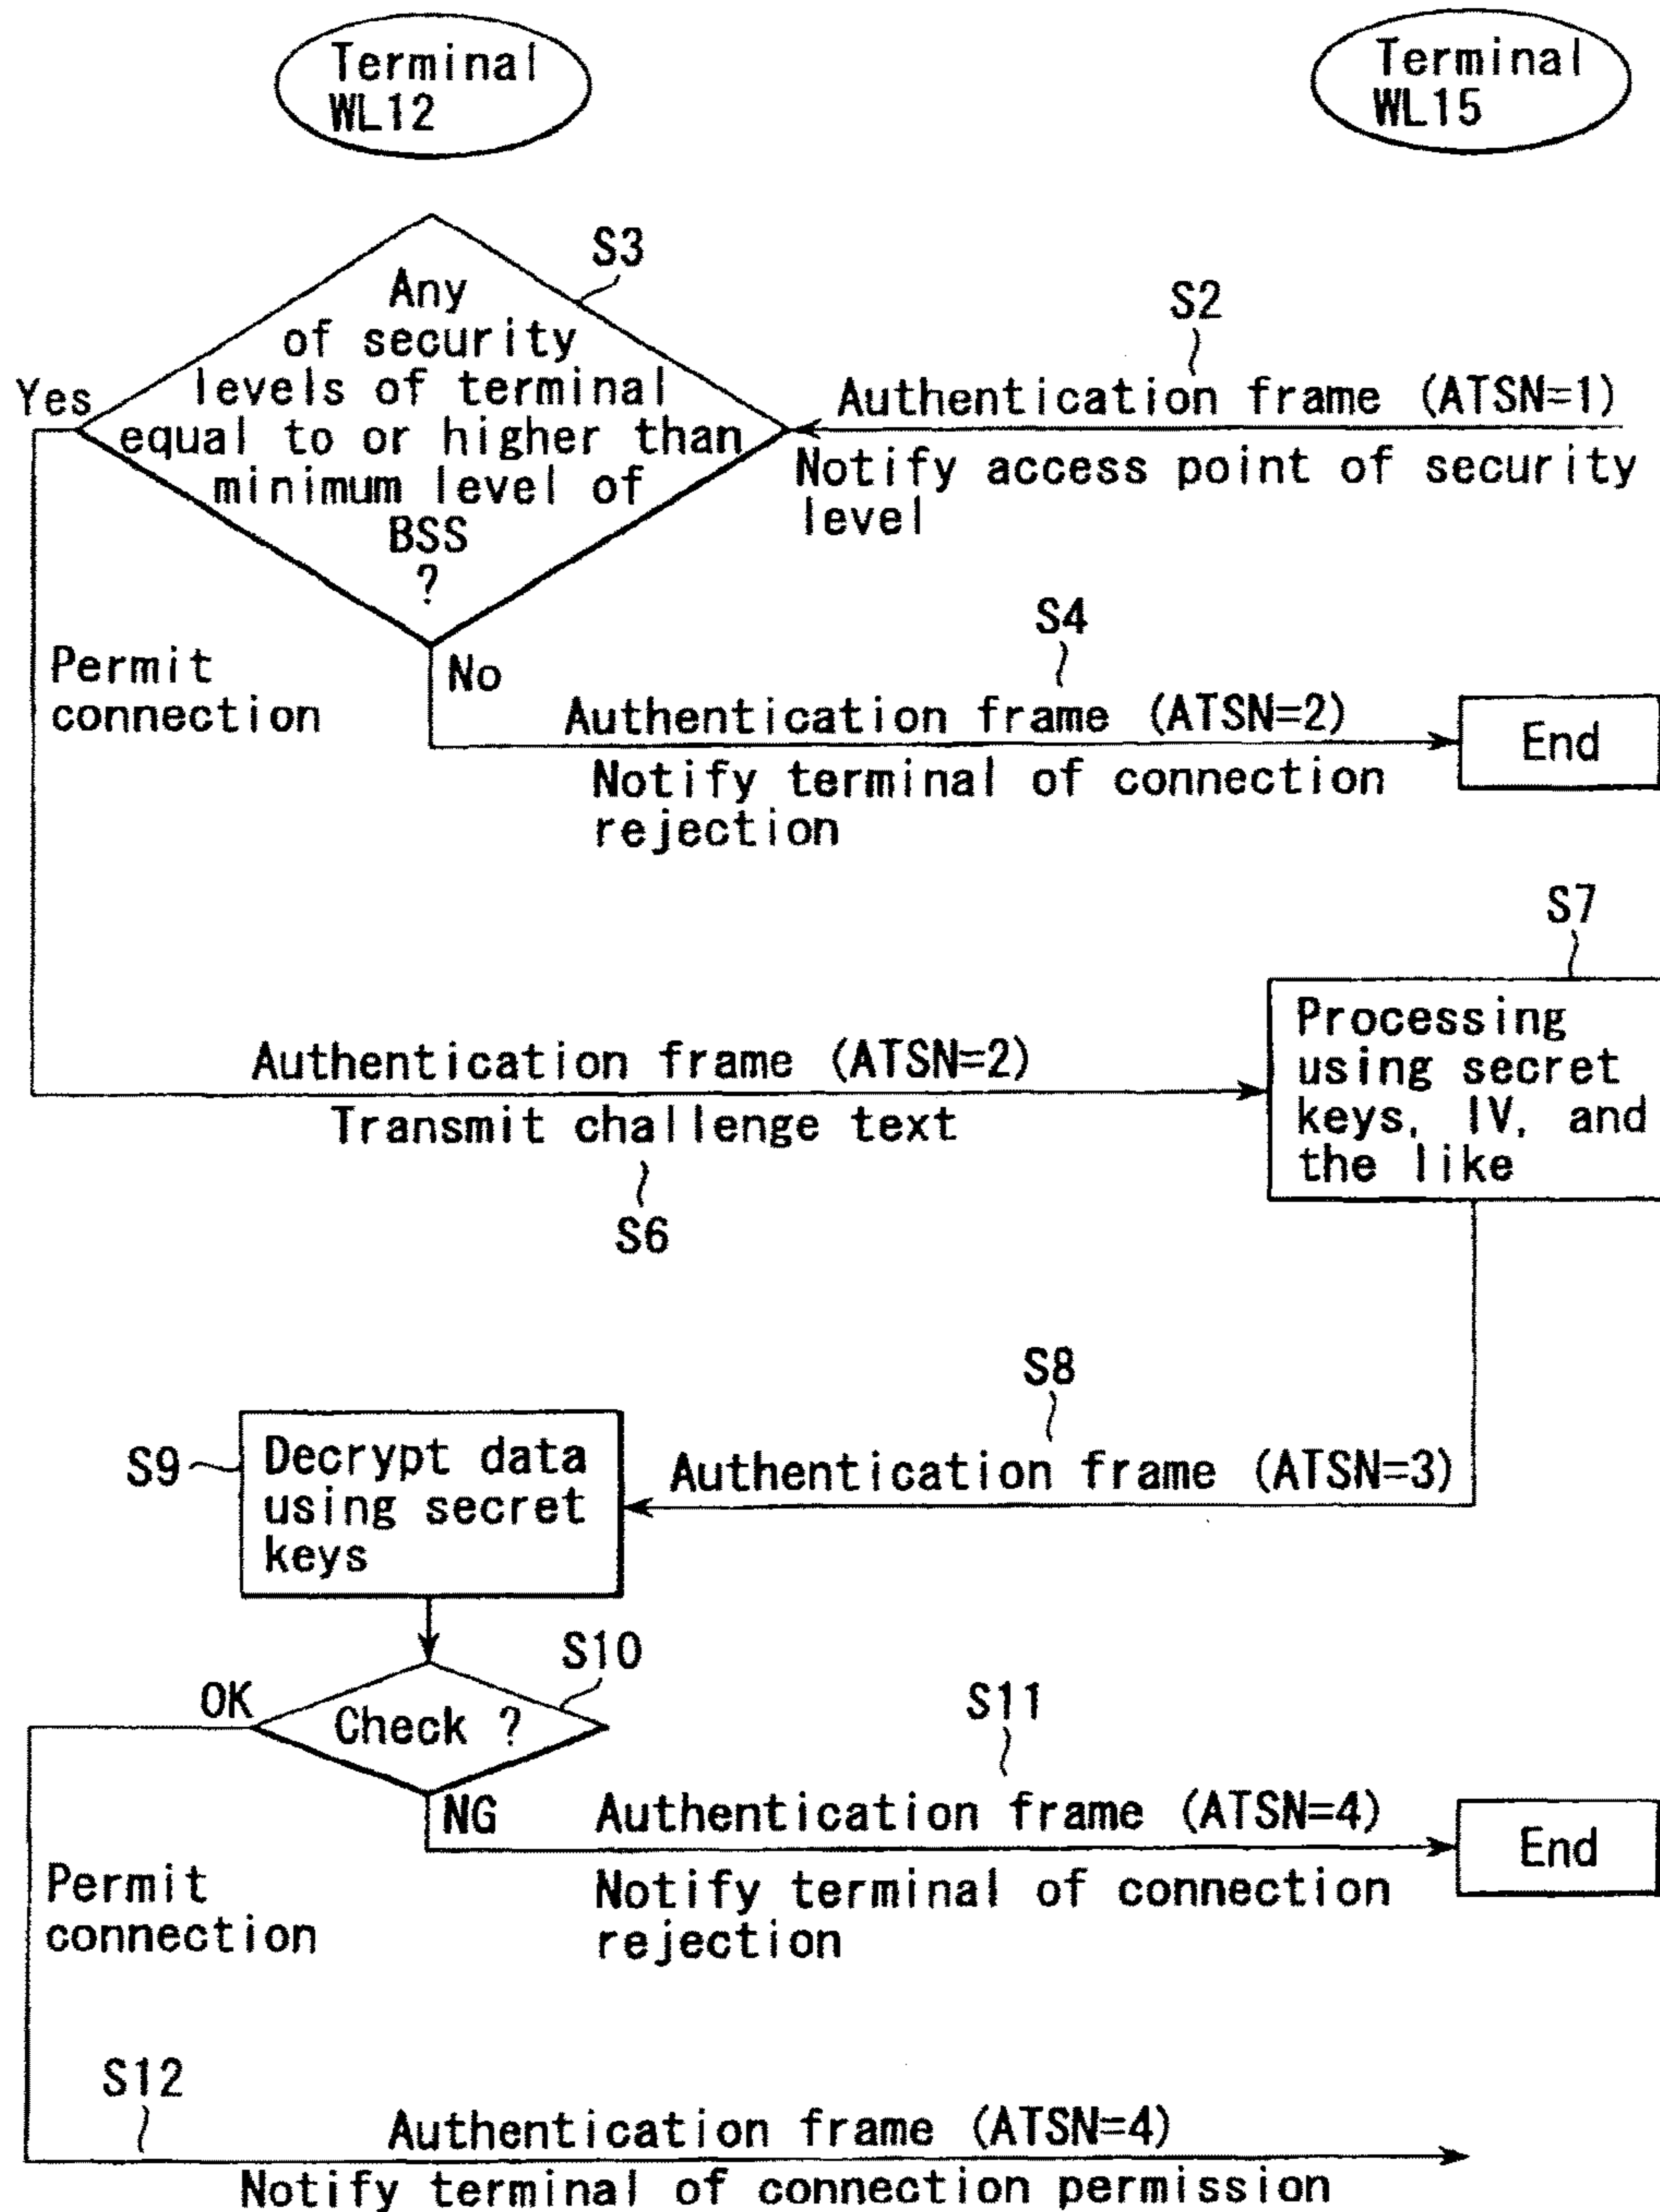 Terminal
WL12
Terminal
WL15
S3
Any
of security
levels of terminal
equal to or higher than
minimum level of
BSS
?
Yes
S2
Authentication frame (ATSN=1)
Notify access point of security
level
Permit
connection
No
S4
Authentication frame (ATSN=2)
Notify terminal of connection
rejection
End
S7
Processing
using secret
keys, IV, and
the like
Authentication frame (ATSN=2)
Transmit challenge text
S6
S8
Authentication frame (ATSN=3)
S9
Decrypt data
using secret
keys
S10
OK
Check ?
NG
S11
Authentication frame (ATSN=4)
Notify terminal of connection
rejection
End
Permit
connection
S12
Authentication frame (ATSN=4)
Notify terminal of connection permission